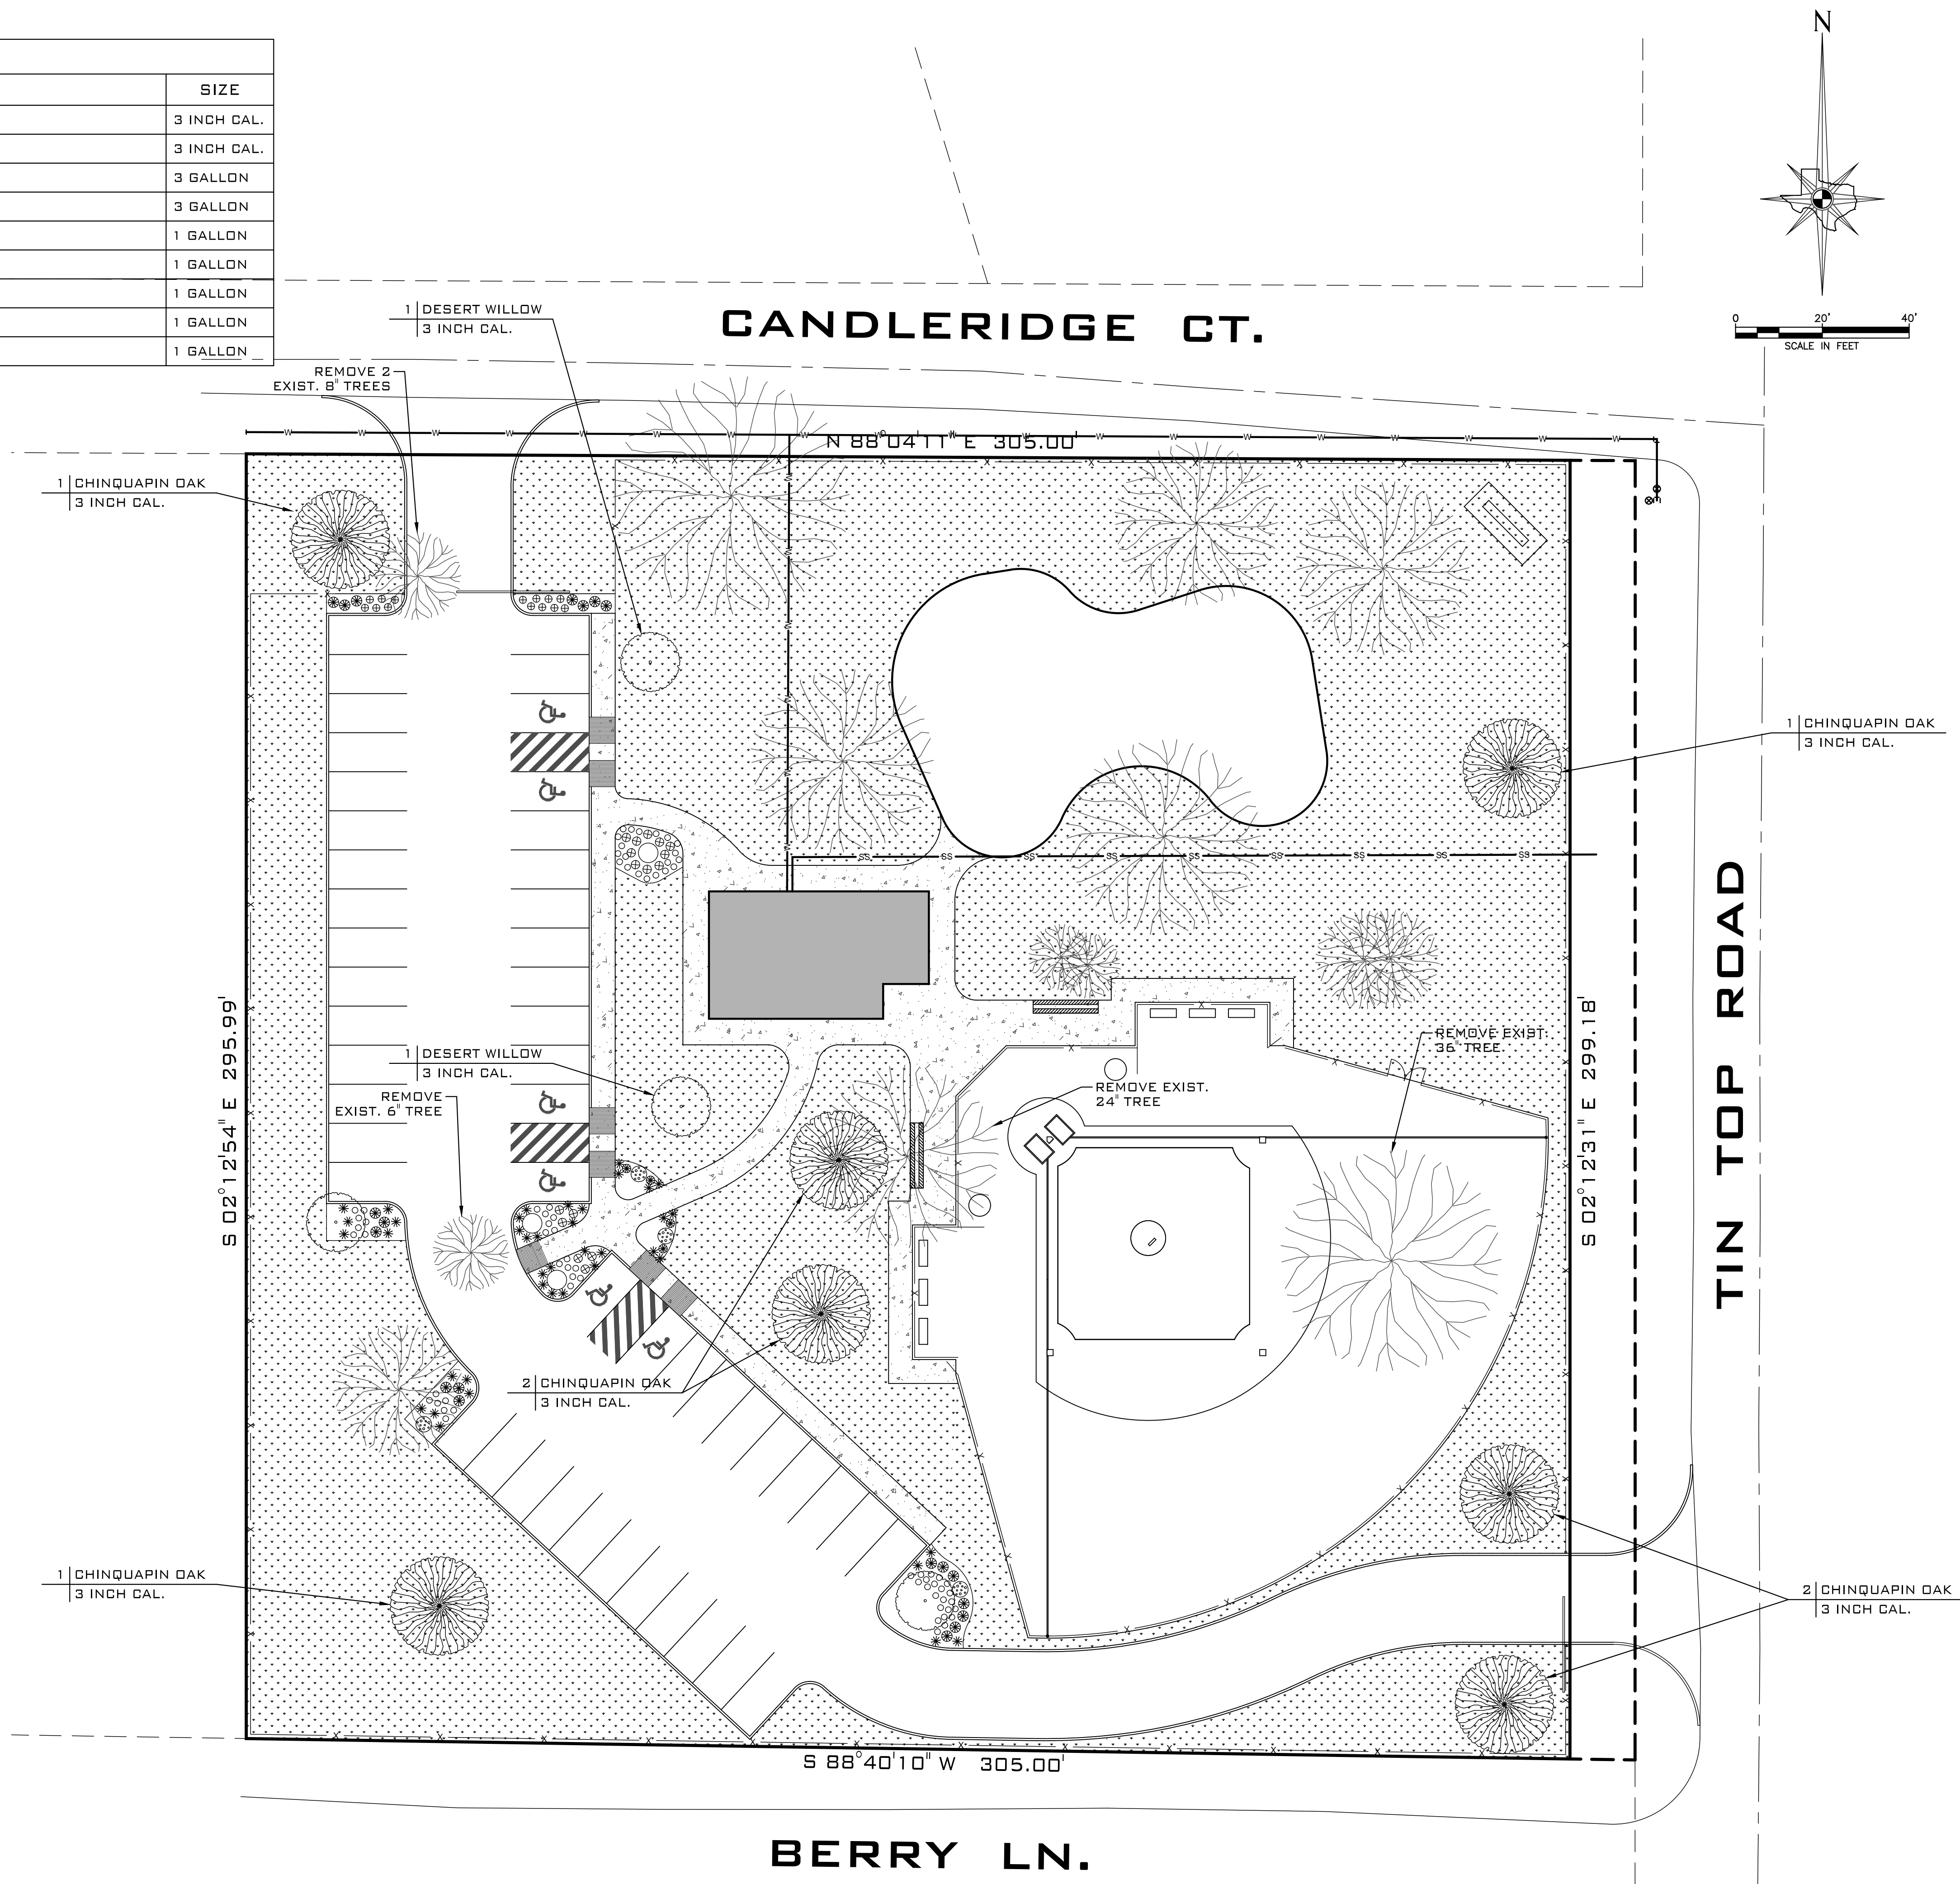 N
SIZE
3 INCH CAL.
3 INCH CAL.
3 GALLON
3 GALLON
1 GALLON
1 GALLON
1 GALLON
1 GALLON
1 GALLON
0 20' 40'
SCALE IN FEET
CANDLERIDGE CT.
1 DESERT WILLOW
3 INCH CAL.
REMOVE 2
EXIST. 8" TREES
N 88°04'11" E 305.00'
1 CHINQUAPIN OAK
3 INCH CAL.
1 CHINQUAPIN OAK
3 INCH CAL.
TIN TOP ROAD
S 02°12'54" E 295.99'
S 02°12'31" E 299.18'
REMOVE EXIST.
36" TREE
1 DESERT WILLOW
3 INCH CAL.
REMOVE
EXIST. 6" TREE
REMOVE EXIST.
24" TREE
2 CHINQUAPIN OAK
3 INCH CAL.
1 CHINQUAPIN OAK
3 INCH CAL.
2 CHINQUAPIN OAK
3 INCH CAL.
S 88°40'10" W 305.00'
BERRY LN.